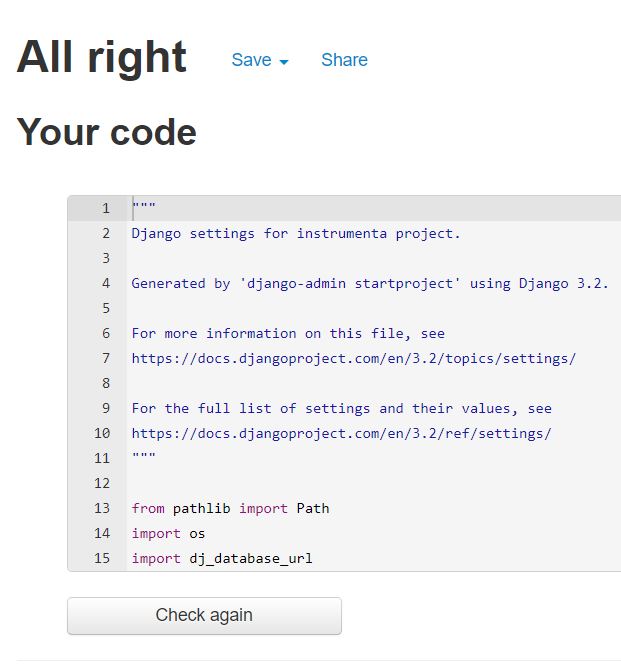 All right Save Share
Your code
1 """
2 Django settings for instrumenta project.
3
4 Generated by 'django-admin startproject' using Django 3.2.
5
6 For more information on this file, see
7 https://docs.djangoproject.com/en/3.2/topics/settings/
8
9 For the full list of settings and their values, see
10 https://docs.djangoproject.com/en/3.2/ref/settings/
11 """
12
13 from pathlib import Path
14 import os
15 import dj_database_url
Check again